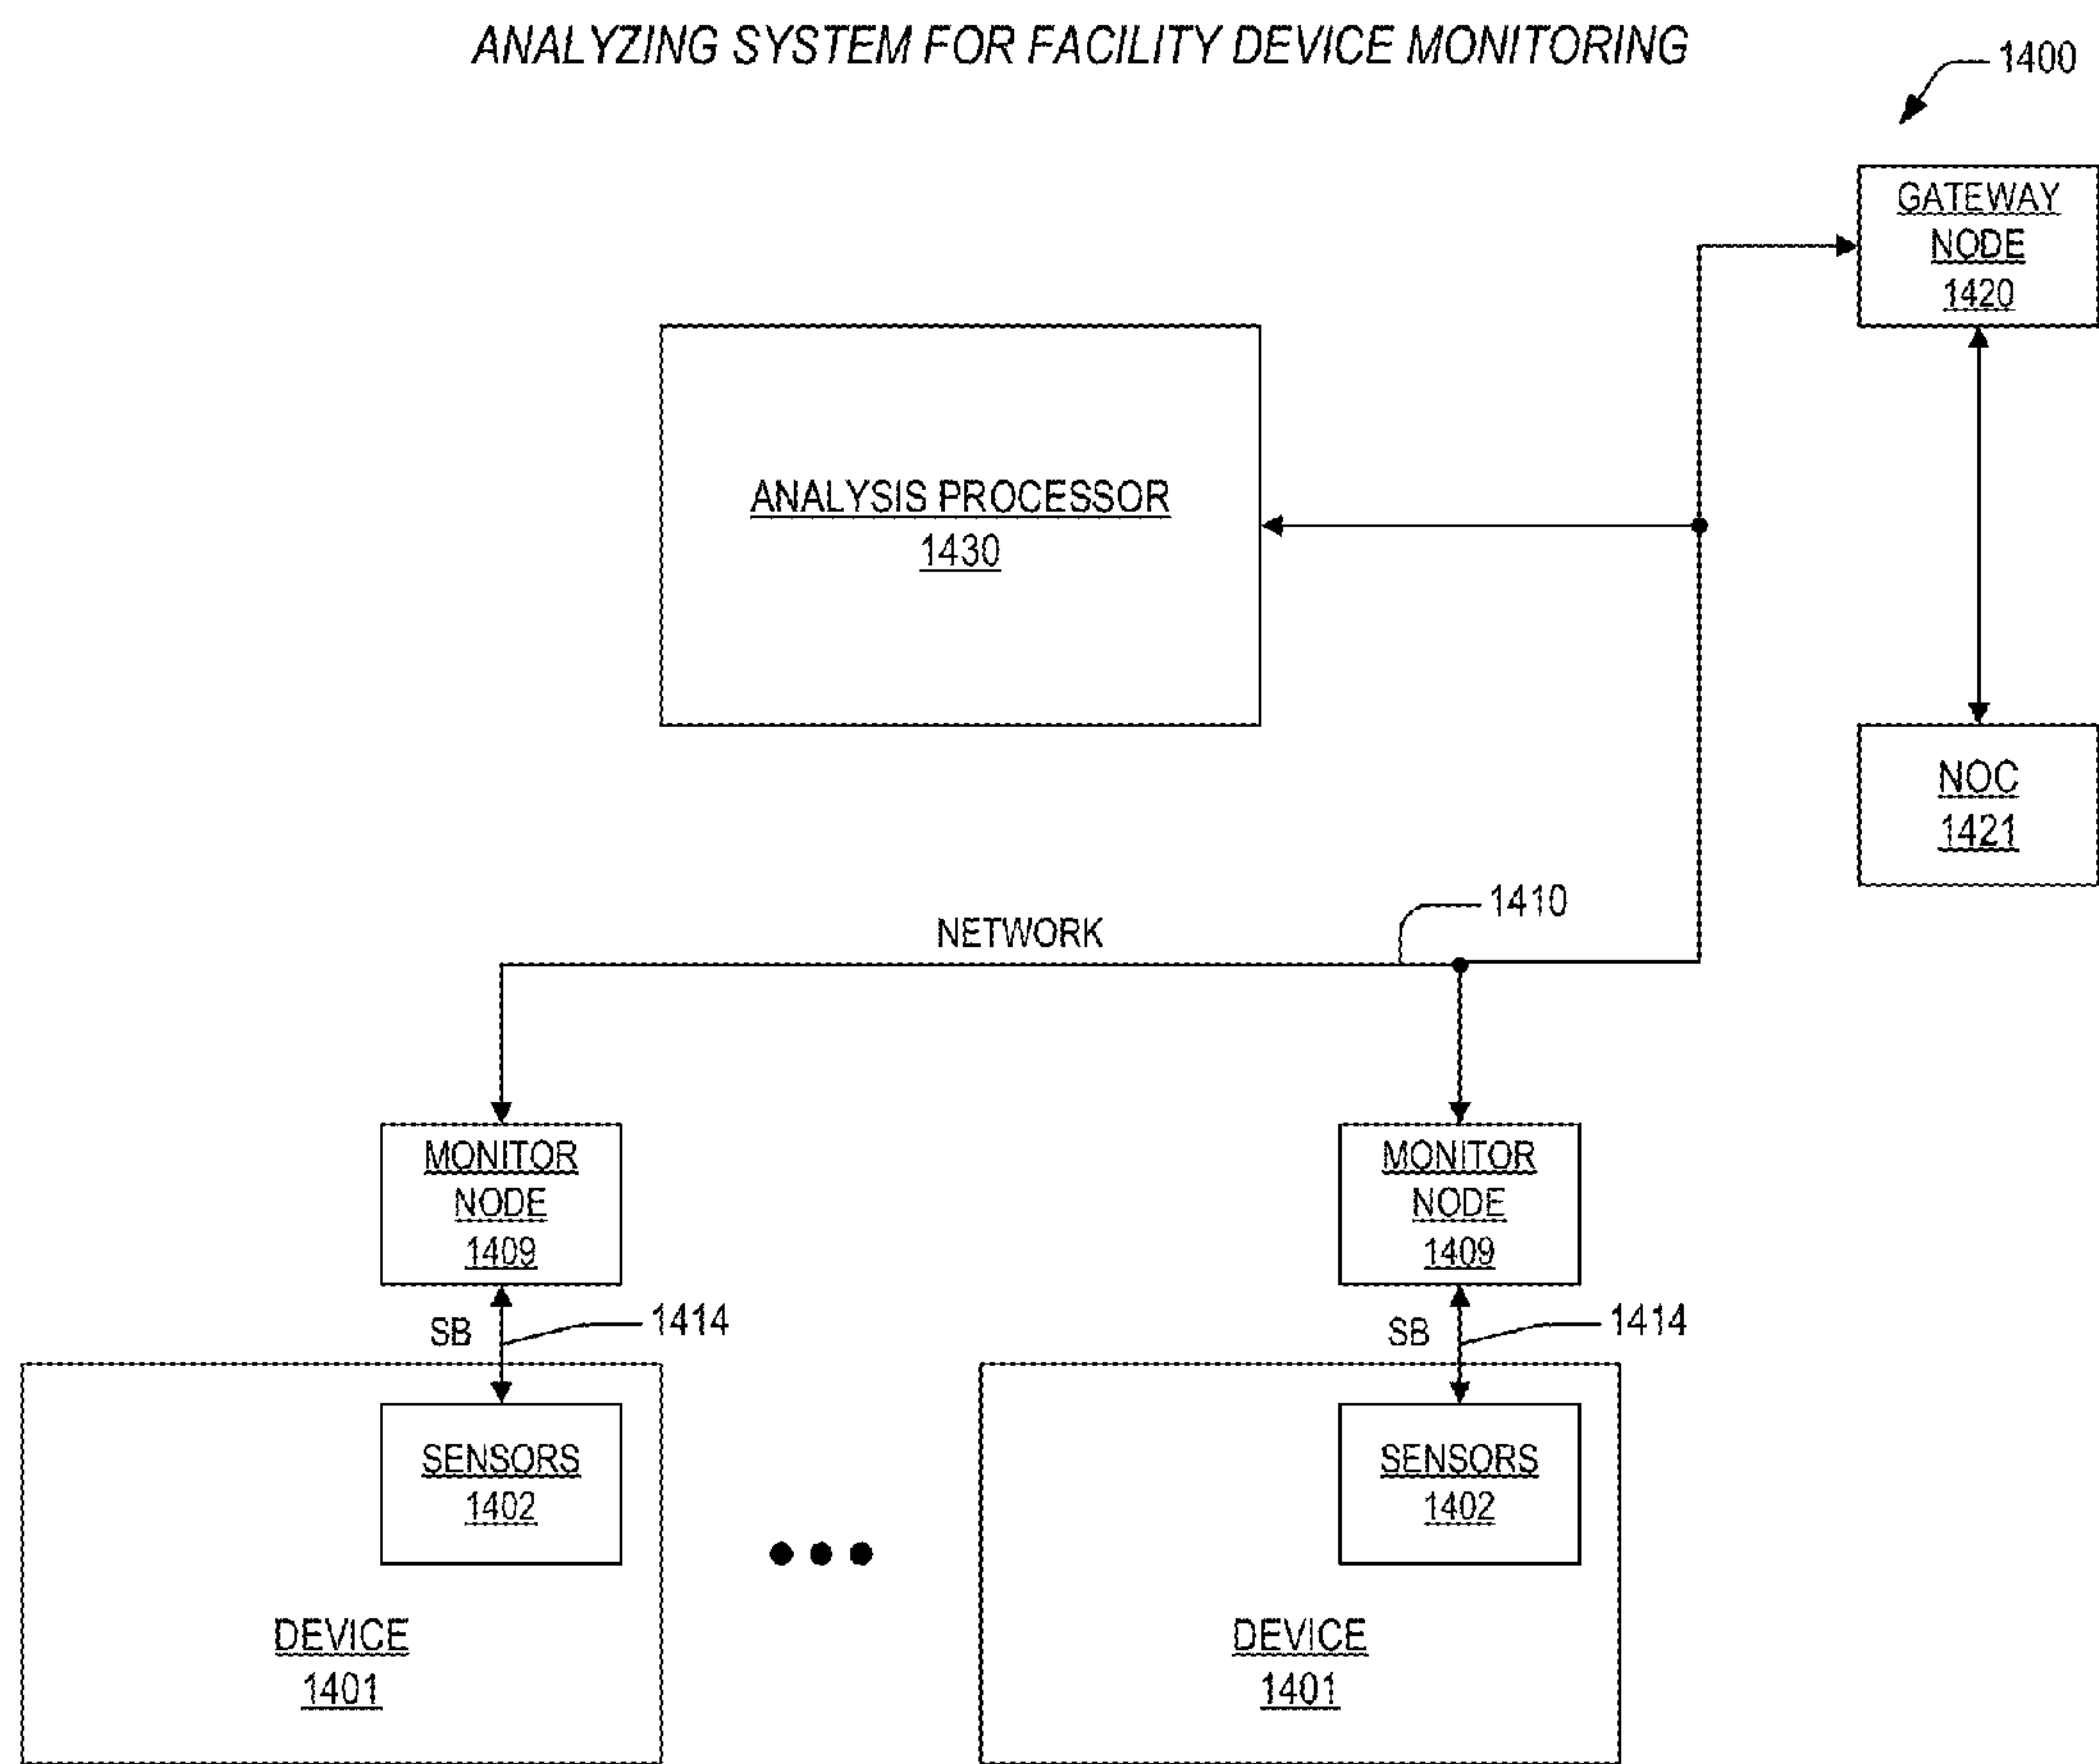 ANALYZING SYSTEM FOR FACILITY DEVICE MONITORING
1400
GATEWAY
NODE
1420
ANALYSIS PROCESSOR
1430
NOC
1421
1410
NETWORK
MONITOR
NODE
1409
MONITOR
NODE
1409
SB
1414
SB
1414
SENSORS
1402
SENSORS
1402
DEVICE
1401
DEVICE
1401